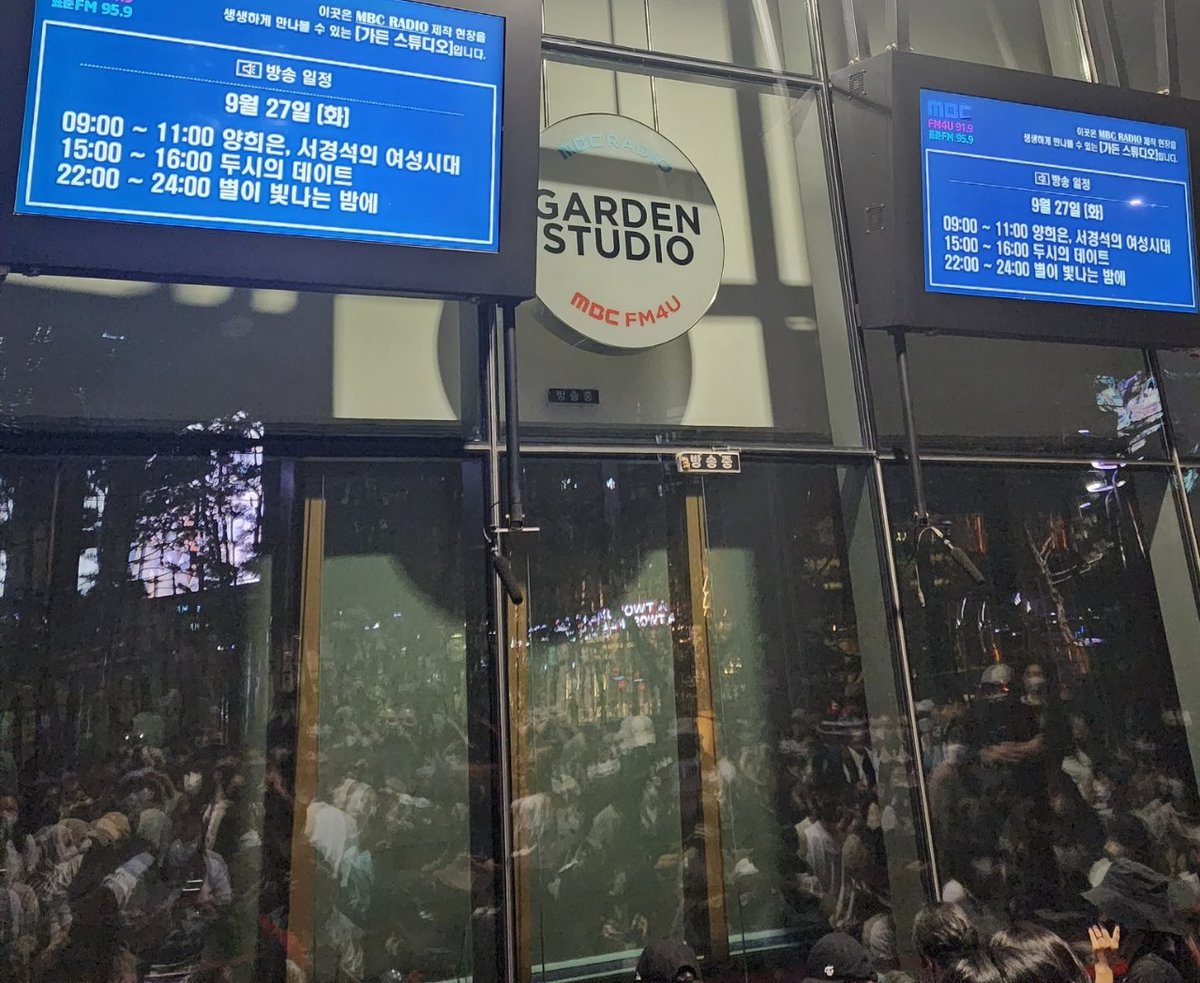 표준FM 95.9
이곳은 MBC RADIO 제작 현장을
생생하게 만나볼 수 있는 [가든 스튜디오]입니다.
방송 일정
9월 27일 (화)
09:00 ~ 11:00 양희은, 서경석의 여성시대
15:00 ~ 16:00 두시의 데이트
22:00 ~ 24:00 별이 빛나는 밤에
MBC RADIO
GARDEN
STUDIO
MBC FM4U
방송중
방송중
MBC
FM4U 91.9
표준FM 95.9
이곳은 MBC RADIO 제작 현장을
생생하게 만나볼 수 있는 [가든 스튜디오]입니다.
방송 일정
9월 27일 (화)
09:00 ~ 11:00 양희은, 서경석의 여성시대
15:00 ~ 16:00 두시의 데이트
22:00 ~ 24:00 별이 빛나는 밤에